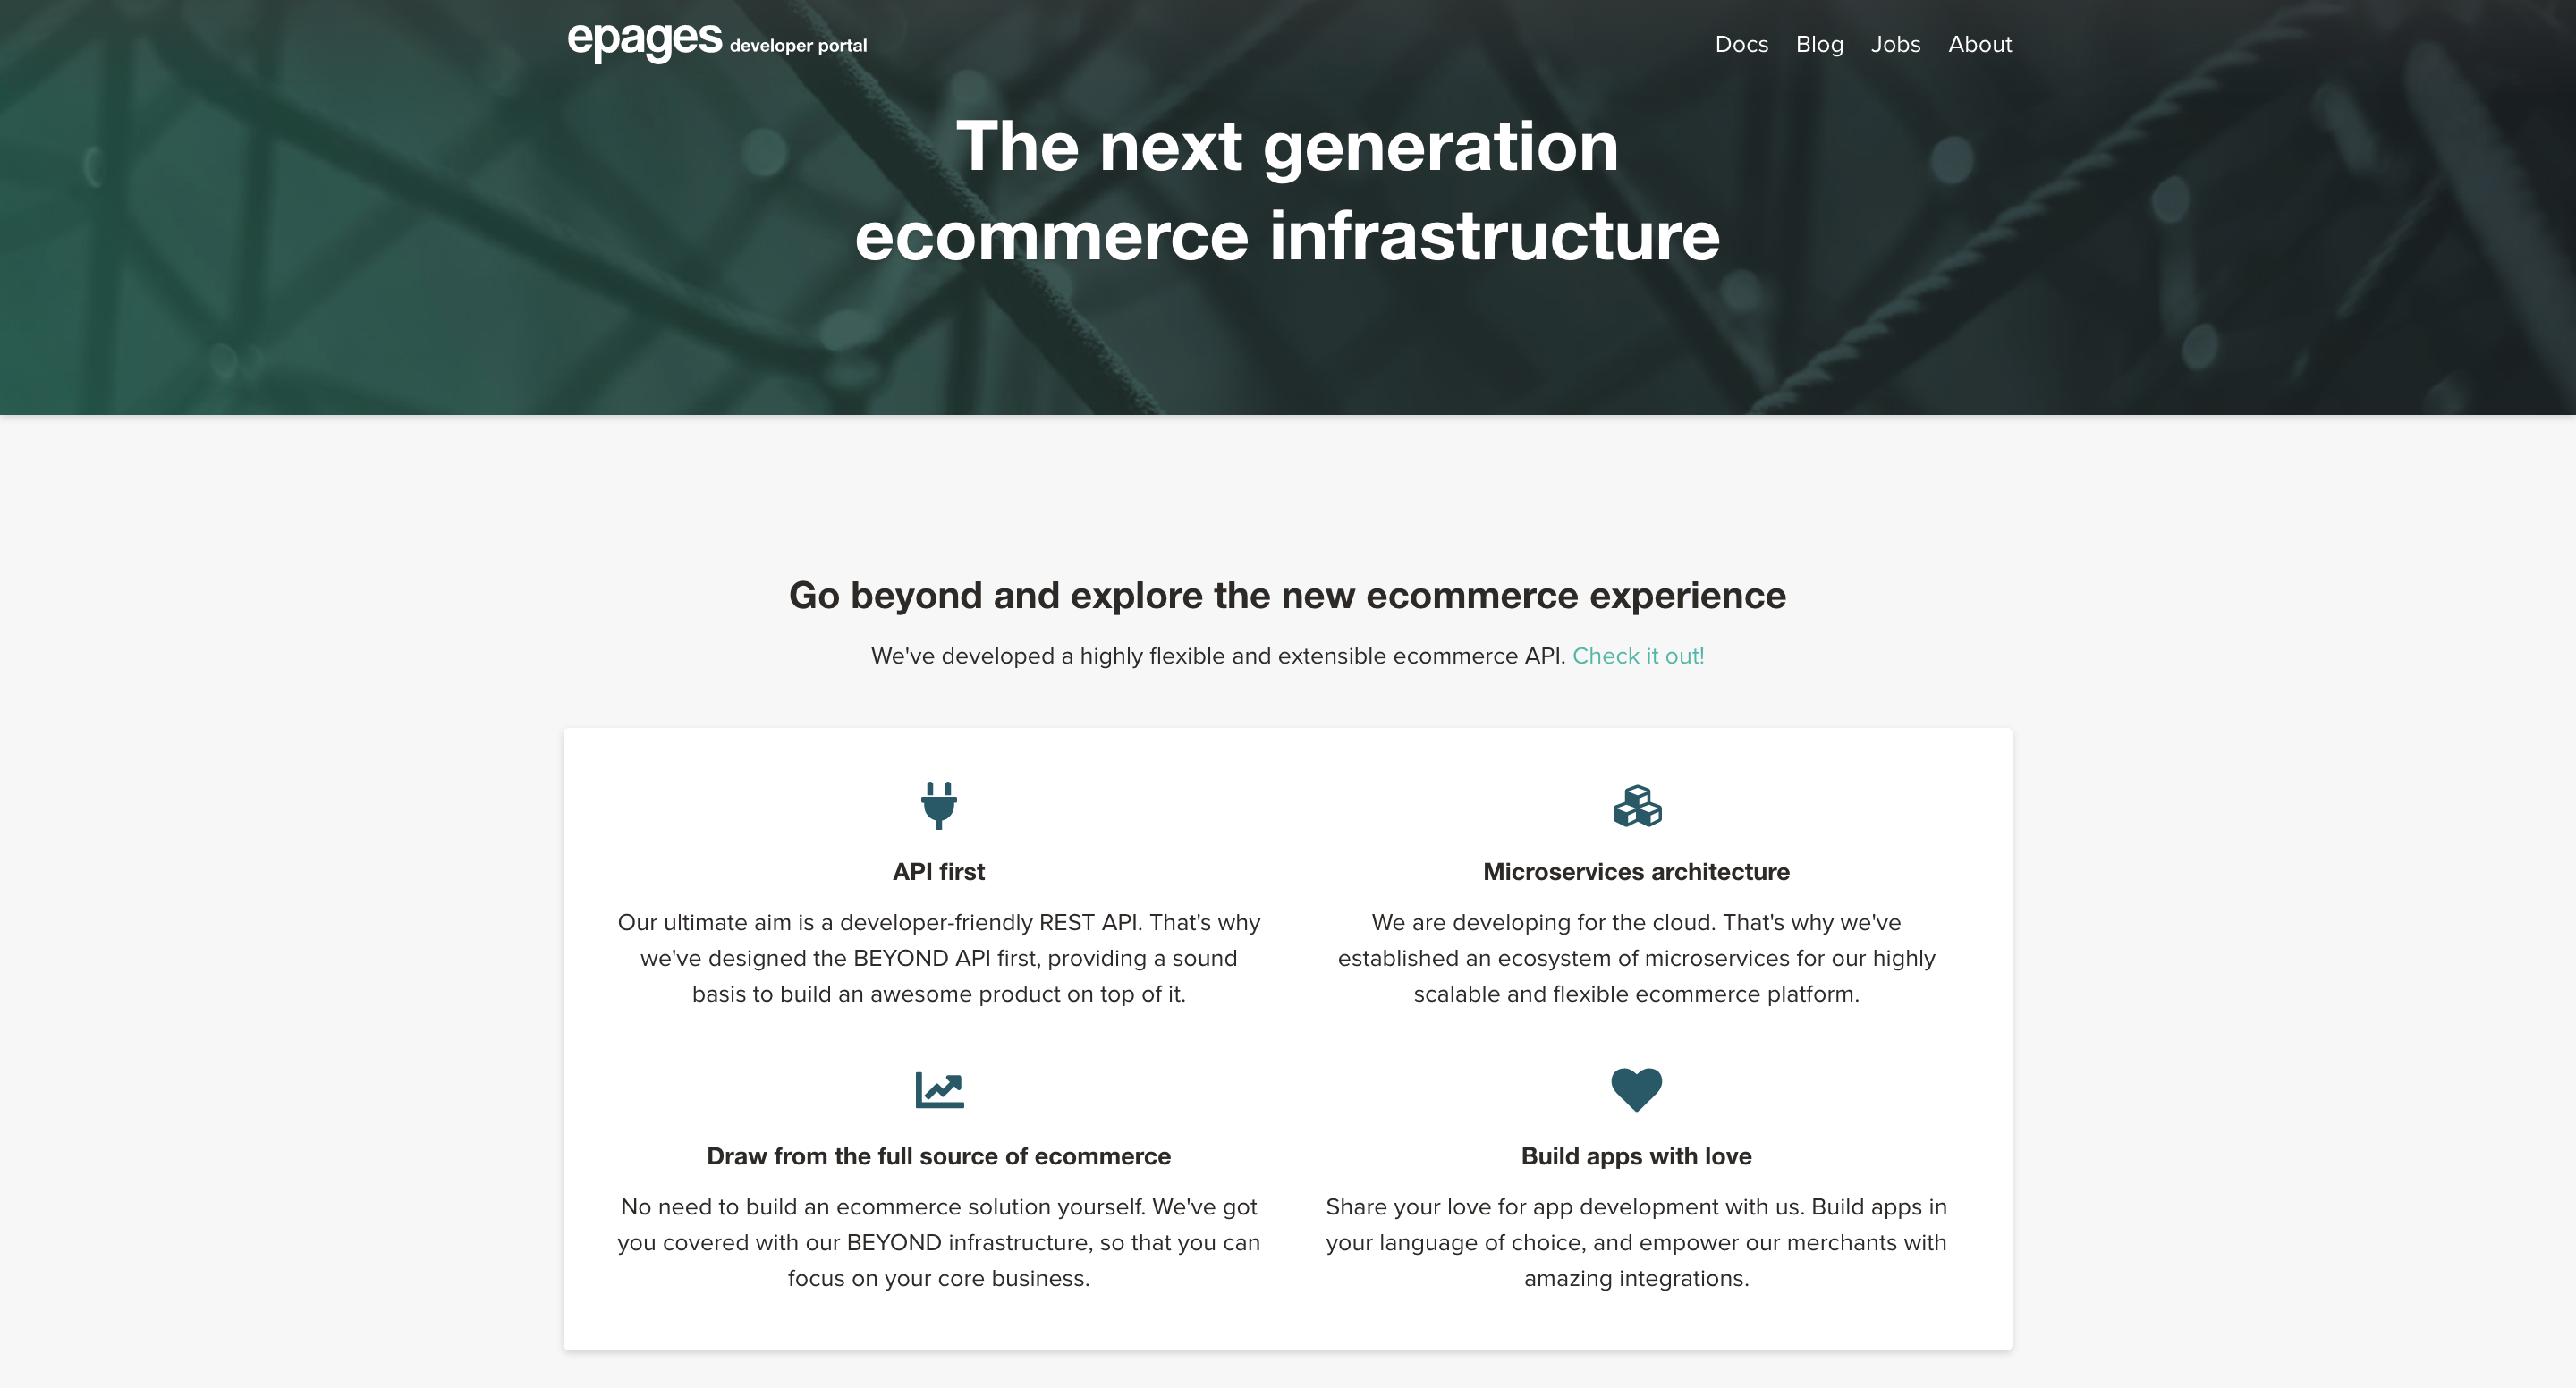 epages developer portal
Docs Blog Jobs About
The next generation
ecommerce infrastructure
Go beyond and explore the new ecommerce experience
We've developed a highly flexible and extensible ecommerce API. Check it out!
API first
Our ultimate aim is a developer-friendly REST API. That's why
we've designed the BEYOND API first, providing a sound
basis to build an awesome product on top of it.
Microservices architecture
We are developing for the cloud. That's why we've
established an ecosystem of microservices for our highly
scalable and flexible ecommerce platform.
Draw from the full source of ecommerce
No need to build an ecommerce solution yourself. We've got
you covered with our BEYOND infrastructure, so that you can
focus on your core business.
Build apps with love
Share your love for app development with us. Build apps in
your language of choice, and empower our merchants with
amazing integrations.